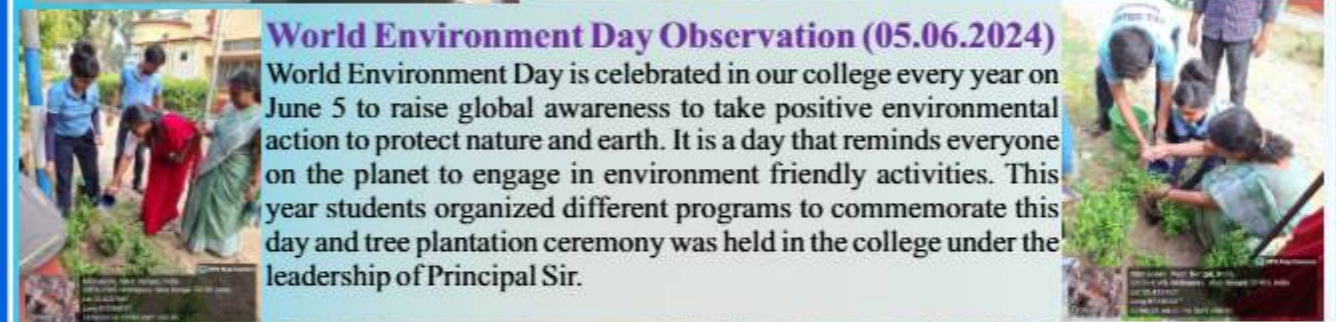 World Environment Day Observation (05.06.2024)
World Environment Day is celebrated in our college every year on
June 5 to raise global awareness to take positive environmental
action to protect nature and earth. It is a day that reminds everyone
on the planet to engage in environment friendly activities. This
year students organized different programs to commemorate this
day and tree plantation ceremony was held in the college under the
leadership of Principal Sir.